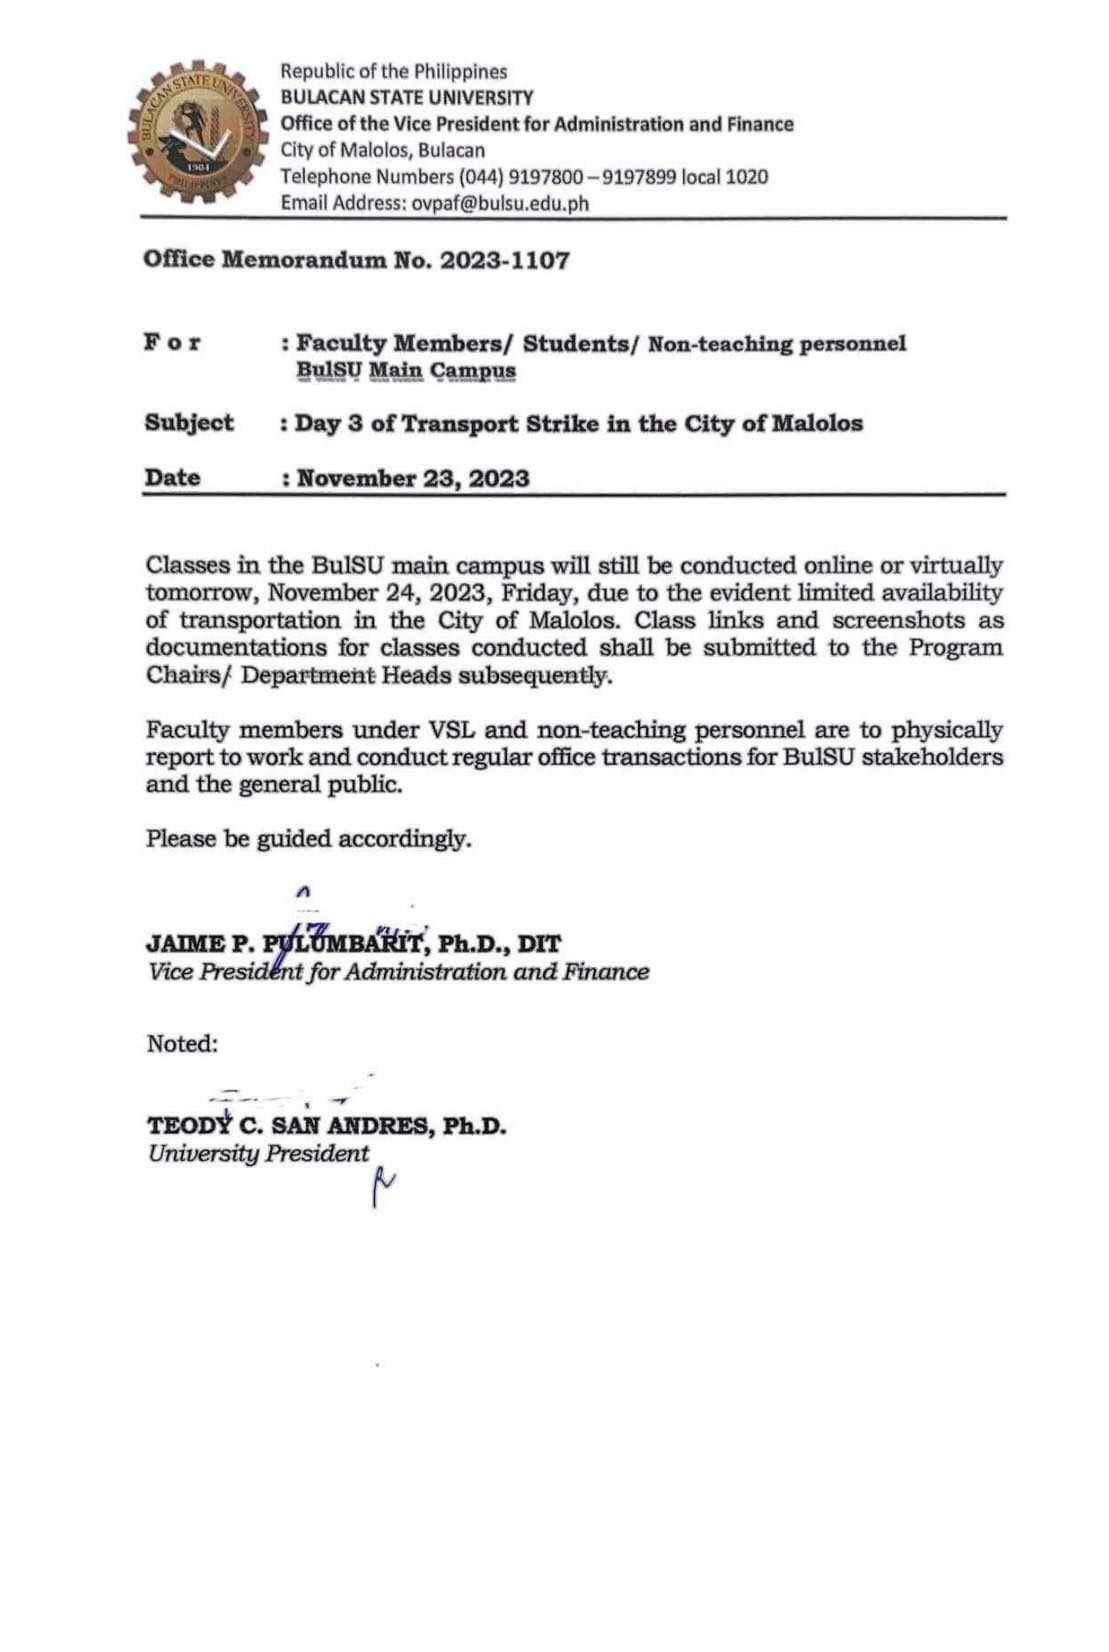 BULACAN STATE UNIVERSITY
1904
PHILIPPINES
Republic of the Philippines
BULACAN STATE UNIVERSITY
Office of the Vice President for Administration and Finance
City of Malolos, Bulacan
Telephone Numbers (044) 9197800 – 9197899 local 1020
Email Address: ovpaf@bulsu.edu.ph
Office Memorandum No. 2023-1107
For : Faculty Members/ Students/ Non-teaching personnel
BulSU Main Campus
Subject : Day 3 of Transport Strike in the City of Malolos
Date : November 23, 2023
Classes in the BulSU main campus will still be conducted online or virtually
tomorrow, November 24, 2023, Friday, due to the evident limited availability
of transportation in the City of Malolos. Class links and screenshots as
documentations for classes conducted shall be submitted to the Program
Chairs/ Department Heads subsequently.
Faculty members under VSL and non-teaching personnel are to physically
report to work and conduct regular office transactions for BulSU stakeholders
and the general public.
Please be guided accordingly.
JAIME P. PULUMBARIT, Ph.D., DIT
Vice President for Administration and Finance
Noted:
TEODY C. SAN ANDRES, Ph.D.
University President